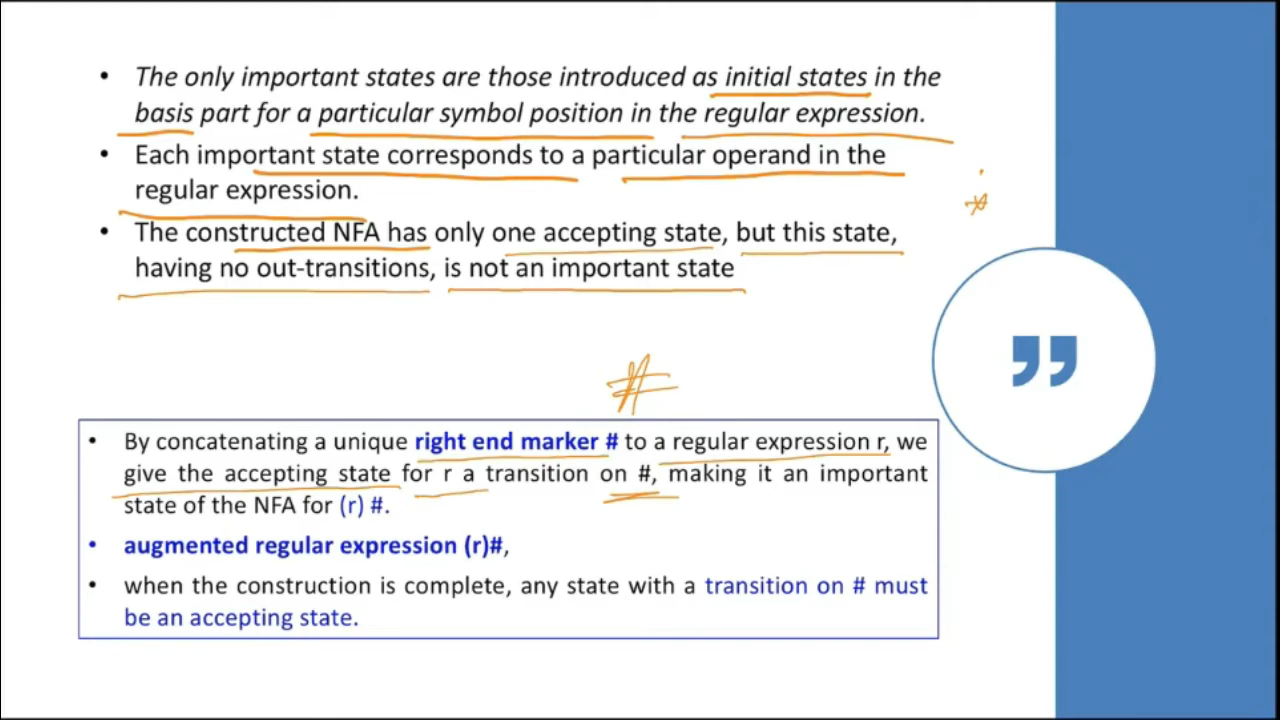 • The only important states are those introduced as initial states in the
basis part for a particular symbol position in the regular expression.
• Each important state corresponds to a particular operand in the
regular expression.
• The constructed NFA has only one accepting state, but this state,
having no out-transitions, is not an important state
*
#
• By concatenating a unique right end marker # to a regular expression r, we
give the accepting state for r a transition on #, making it an important
state of the NFA for (r) #.
• augmented regular expression (r)#,
• when the construction is complete, any state with a transition on # must
be an accepting state.